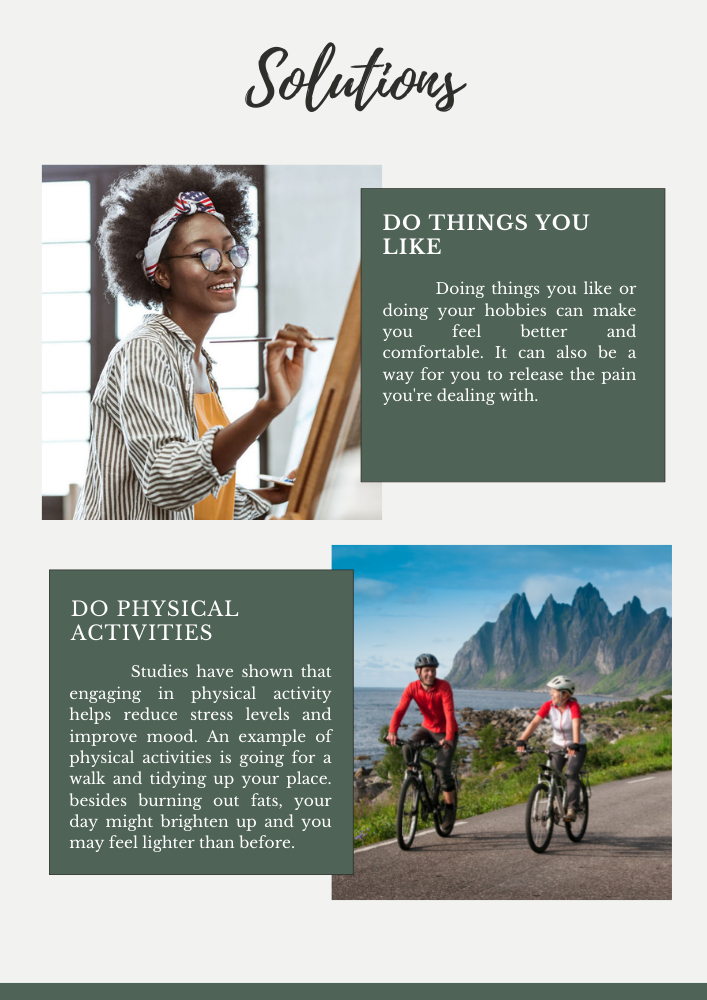 Solutions
DO THINGS YOU
LIKE
Doing things you like or
doing your hobbies can make
you feel better and
comfortable. It can also be a
way for you to release the pain
you're dealing with.
DO PHYSICAL
ACTIVITIES
Studies have shown that
engaging in physical activity
helps reduce stress levels and
improve mood. An example of
physical activities is going for a
walk and tidying up your place.
besides burning out fats, your
day might brighten up and you
may feel lighter than before.